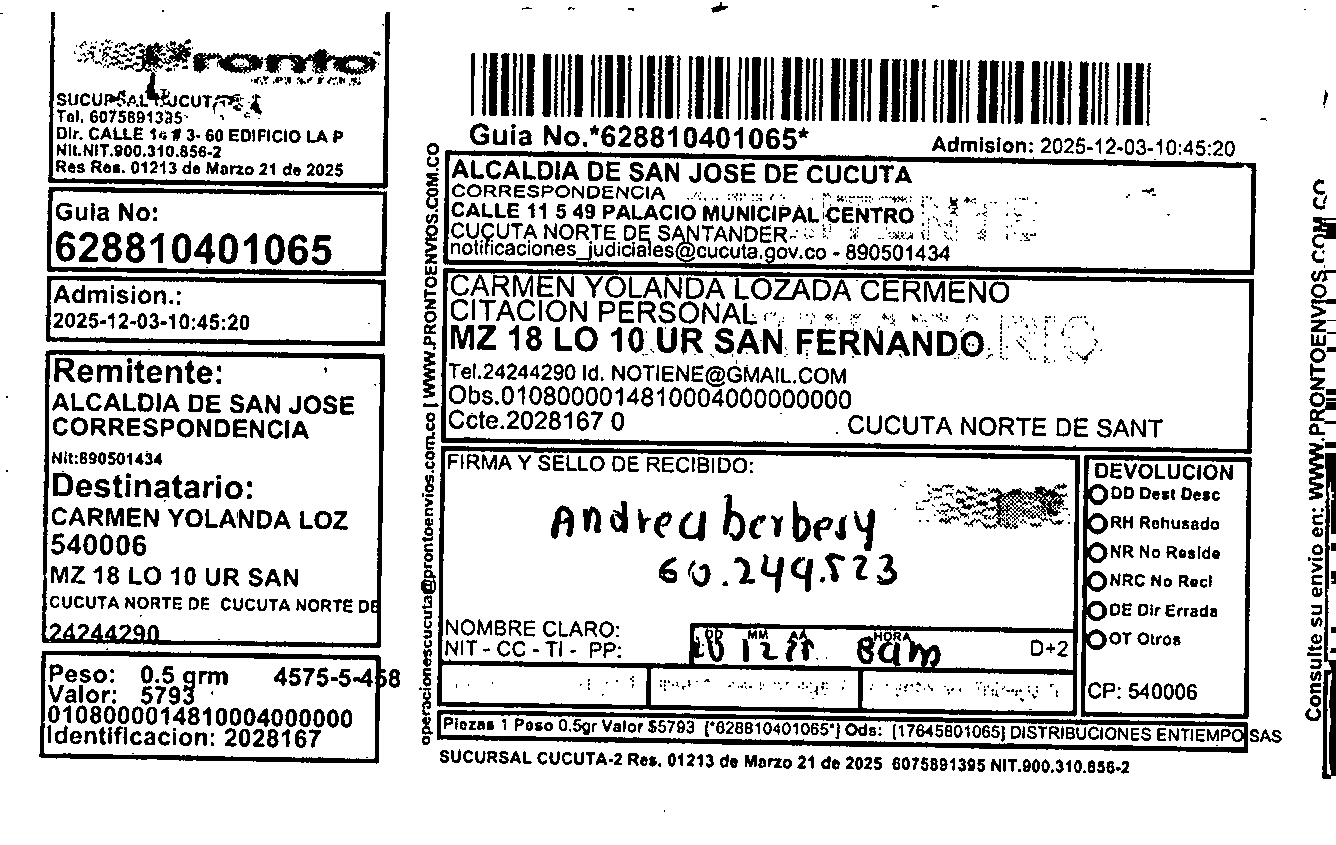 Pronto
SUCURSAL CUCUTA
Tel. 6075891395
Dir. CALLE 14 # 3- 60 EDIFICIO LA P
Nit.NIT.900.310.856-2
Res Res. 01213 de Marzo 21 de 2025
Guia No:
628810401065
Admision.:
2025-12-03-10:45:20
Remitente:
ALCALDIA DE SAN JOSE
CORRESPONDENCIA
Nit:890501434
Destinatario:
CARMEN YOLANDA LOZ
540006
MZ 18 LO 10 UR SAN
CUCUTA NORTE DE CUCUTA NORTE DE
24244290
Peso: 0.5 grm 4575-5-458
Valor: 5793
0108000014810004000000
Identificacion: 2028167
operacionescucuta@prontoenvios.com.co | WWW.PRONTOENVIOS.COM.CO
Guia No.*628810401065*
Admision: 2025-12-03-10:45:20
ALCALDIA DE SAN JOSE DE CUCUTA
CORRESPONDENCIA
CALLE 11 5 49 PALACIO MUNICIPAL CENTRO
CUCUTA NORTE DE SANTANDER
notificaciones_judiciales@cucuta.gov.co - 890501434
CARMEN YOLANDA LOZADA CERMENO
CITACION PERSONAL
MZ 18 LO 10 UR SAN FERNANDO
Tel.24244290 Id. NOTIENE@GMAIL.COM
Obs.0108000014810004000000000
Ccte.2028167 0 CUCUTA NORTE DE SANT
FIRMA Y SELLO DE RECIBIDO:
Andrea berbesy
60.249.523
NOMBRE CLARO:
NIT - CC - TI - PP:
DD MM AA HORA
12 8am
D+2
DEVOLUCION
DD Dest Desc
RH Rehusado
NR No Reside
NRC No Recl
DE Dir Errada
OT Otros
CP: 540006
Piezas 1 Peso 0.5gr Valor $5793 [*628810401065*] Ods: [17645801065] DISTRIBUCIONES ENTIEMPO SAS
SUCURSAL CUCUTA-2 Res. 01213 de Marzo 21 de 2025 6075891395 NIT.900.310.856-2
Consulte su envio en: WWW.PRONTOENVIOS.COM.CO